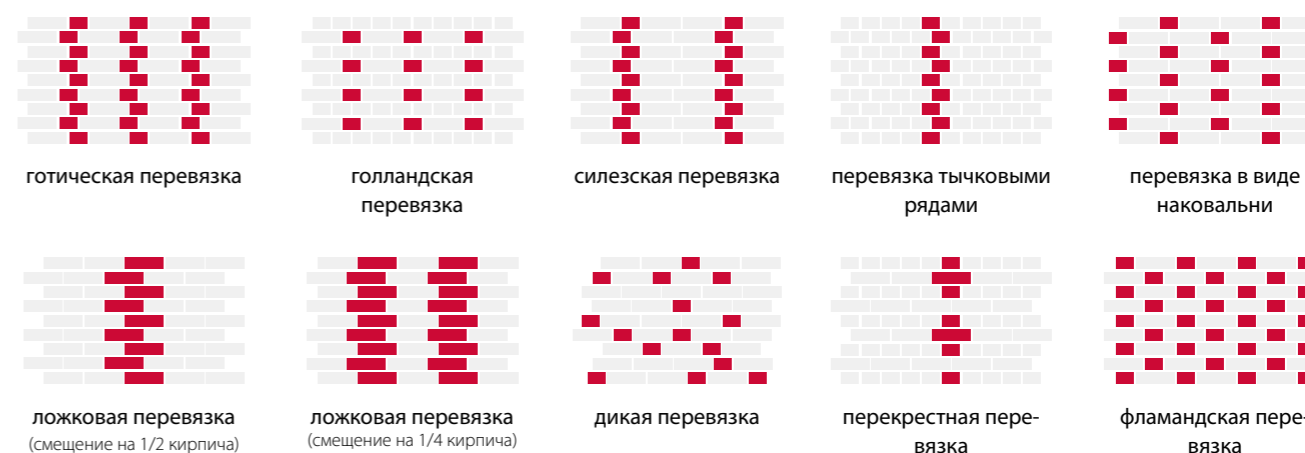 готическая перевязка
голландская
перевязка
силезская перевязка
перевязка тычковыми
рядами
перевязка в виде
наковальни
ложковая перевязка
(смещение на 1/2 кирпича)
ложковая перевязка
(смещение на 1/4 кирпича)
дикая перевязка
перекрестная пере-
вязка
фламандская пере-
вязка